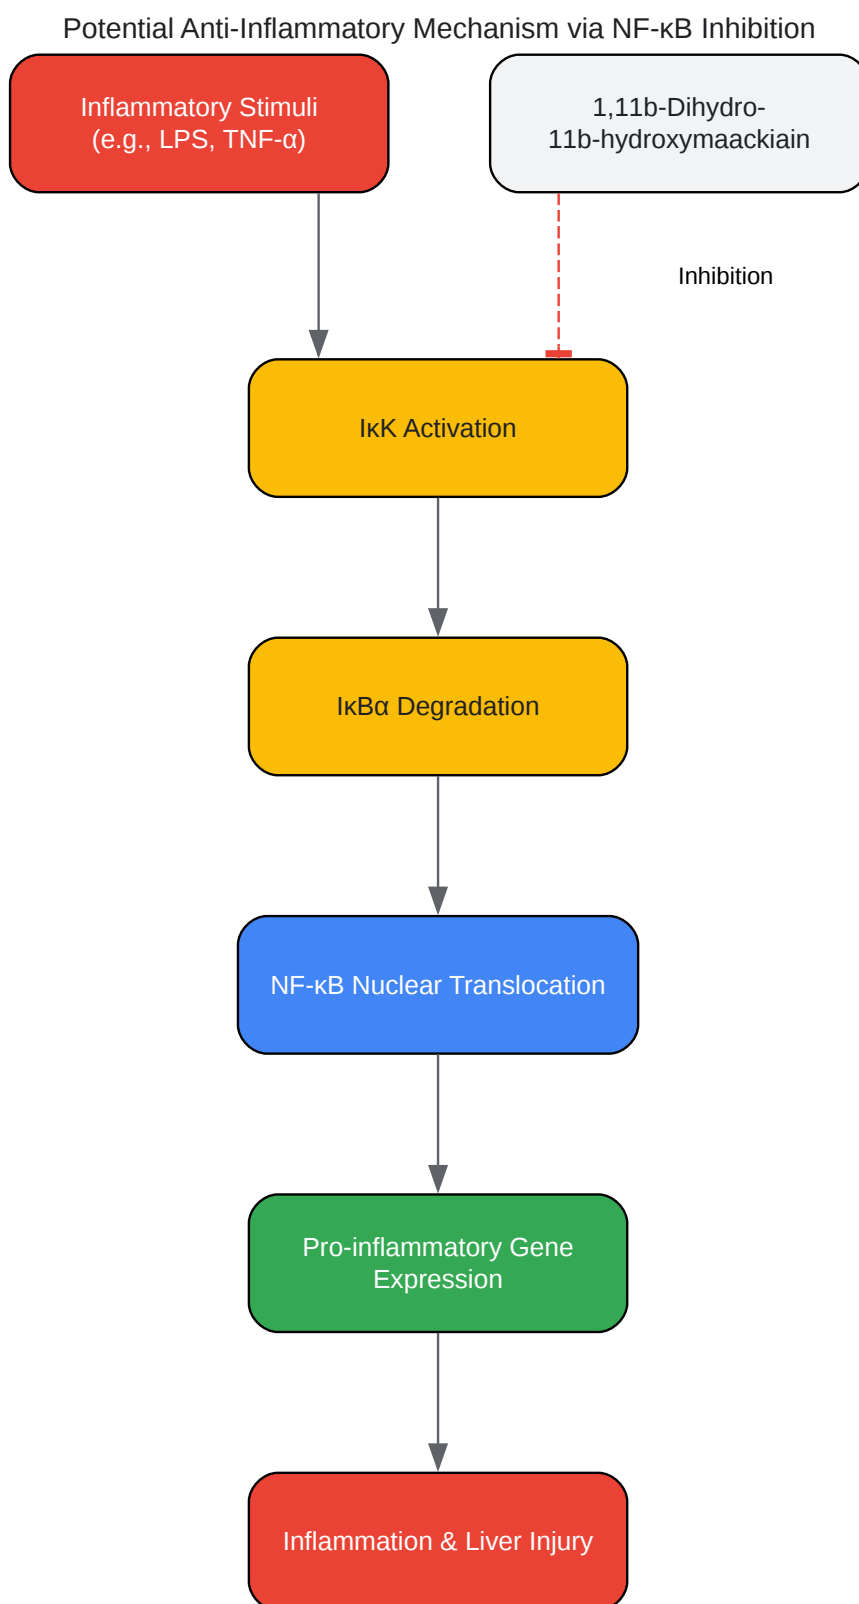 Potential Anti-Inflammatory Mechanism via NF-κB Inhibition
Inflammatory Stimuli
(e.g., LPS, TNF-α)
1,11b-Dihydro-
11b-hydroxymaackiain
Inhibition
IκK Activation
IκBα Degradation
NF-κB Nuclear Translocation
Pro-inflammatory Gene
Expression
Inflammation & Liver Injury